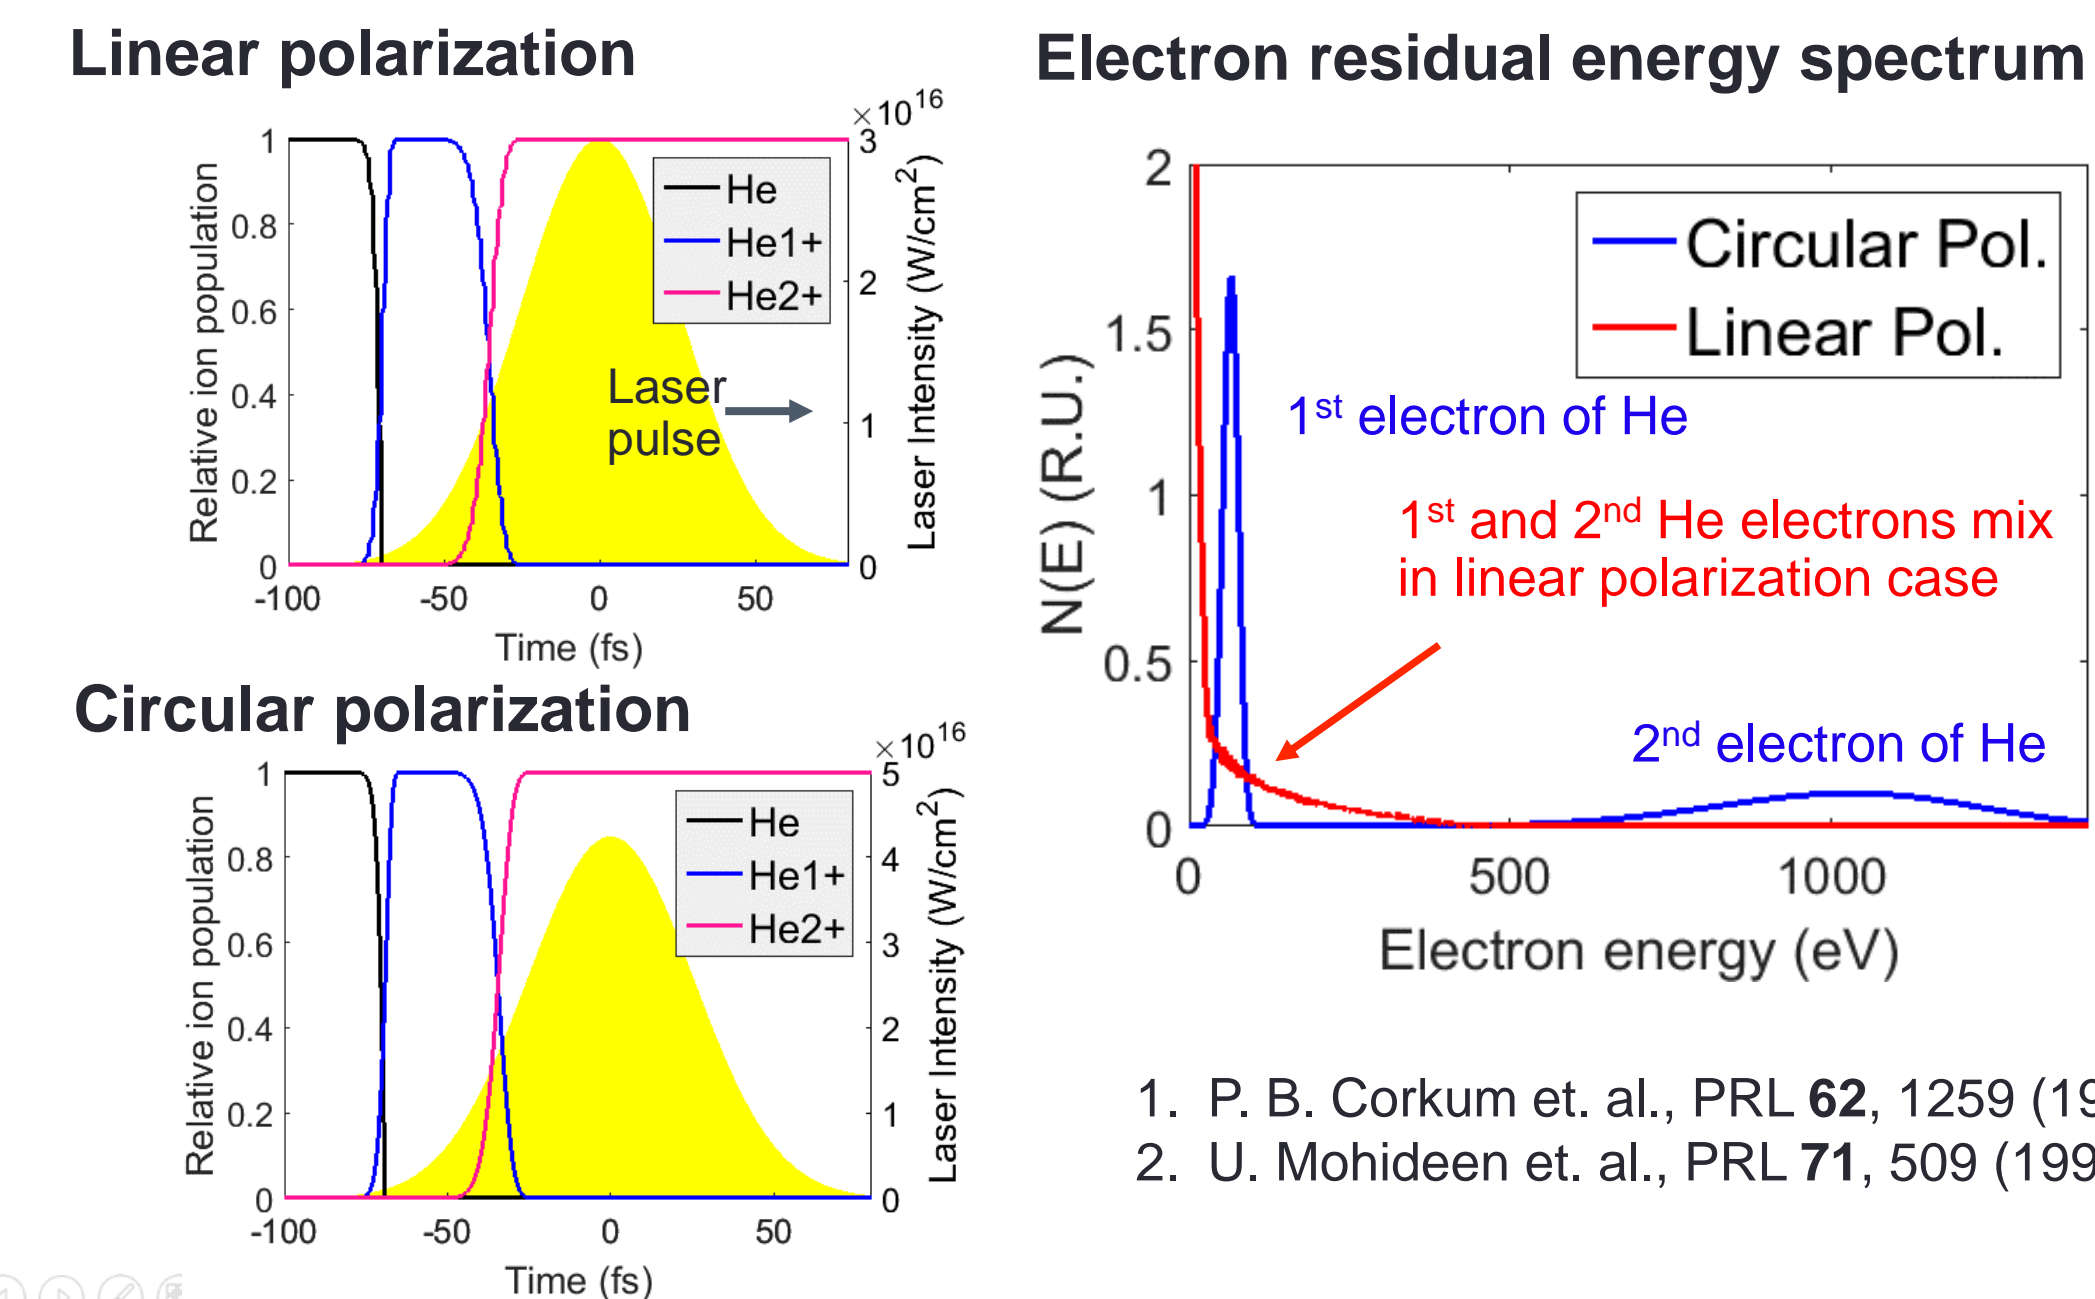 Linear polarization
×10^16
1
0.8
0.6
0.4
0.2
0
Relative ion population
3
2
1
0
Laser Intensity (W/cm^2)
He
He1+
He2+
Laser
pulse
-100
-50
0
50
Time (fs)
Circular polarization
×10^16
1
0.8
0.6
0.4
0.2
0
Relative ion population
5
4
3
2
1
0
Laser Intensity (W/cm^2)
He
He1+
He2+
-100
-50
0
50
Time (fs)
Electron residual energy spectrum
2
1.5
1
0.5
0
N(E) (R.U.)
Circular Pol.
Linear Pol.
1st electron of He
1st and 2nd He electrons mix
in linear polarization case
2nd electron of He
0
500
1000
Electron energy (eV)
1. P. B. Corkum et. al., PRL 62, 1259 (19
2. U. Mohideen et. al., PRL 71, 509 (199